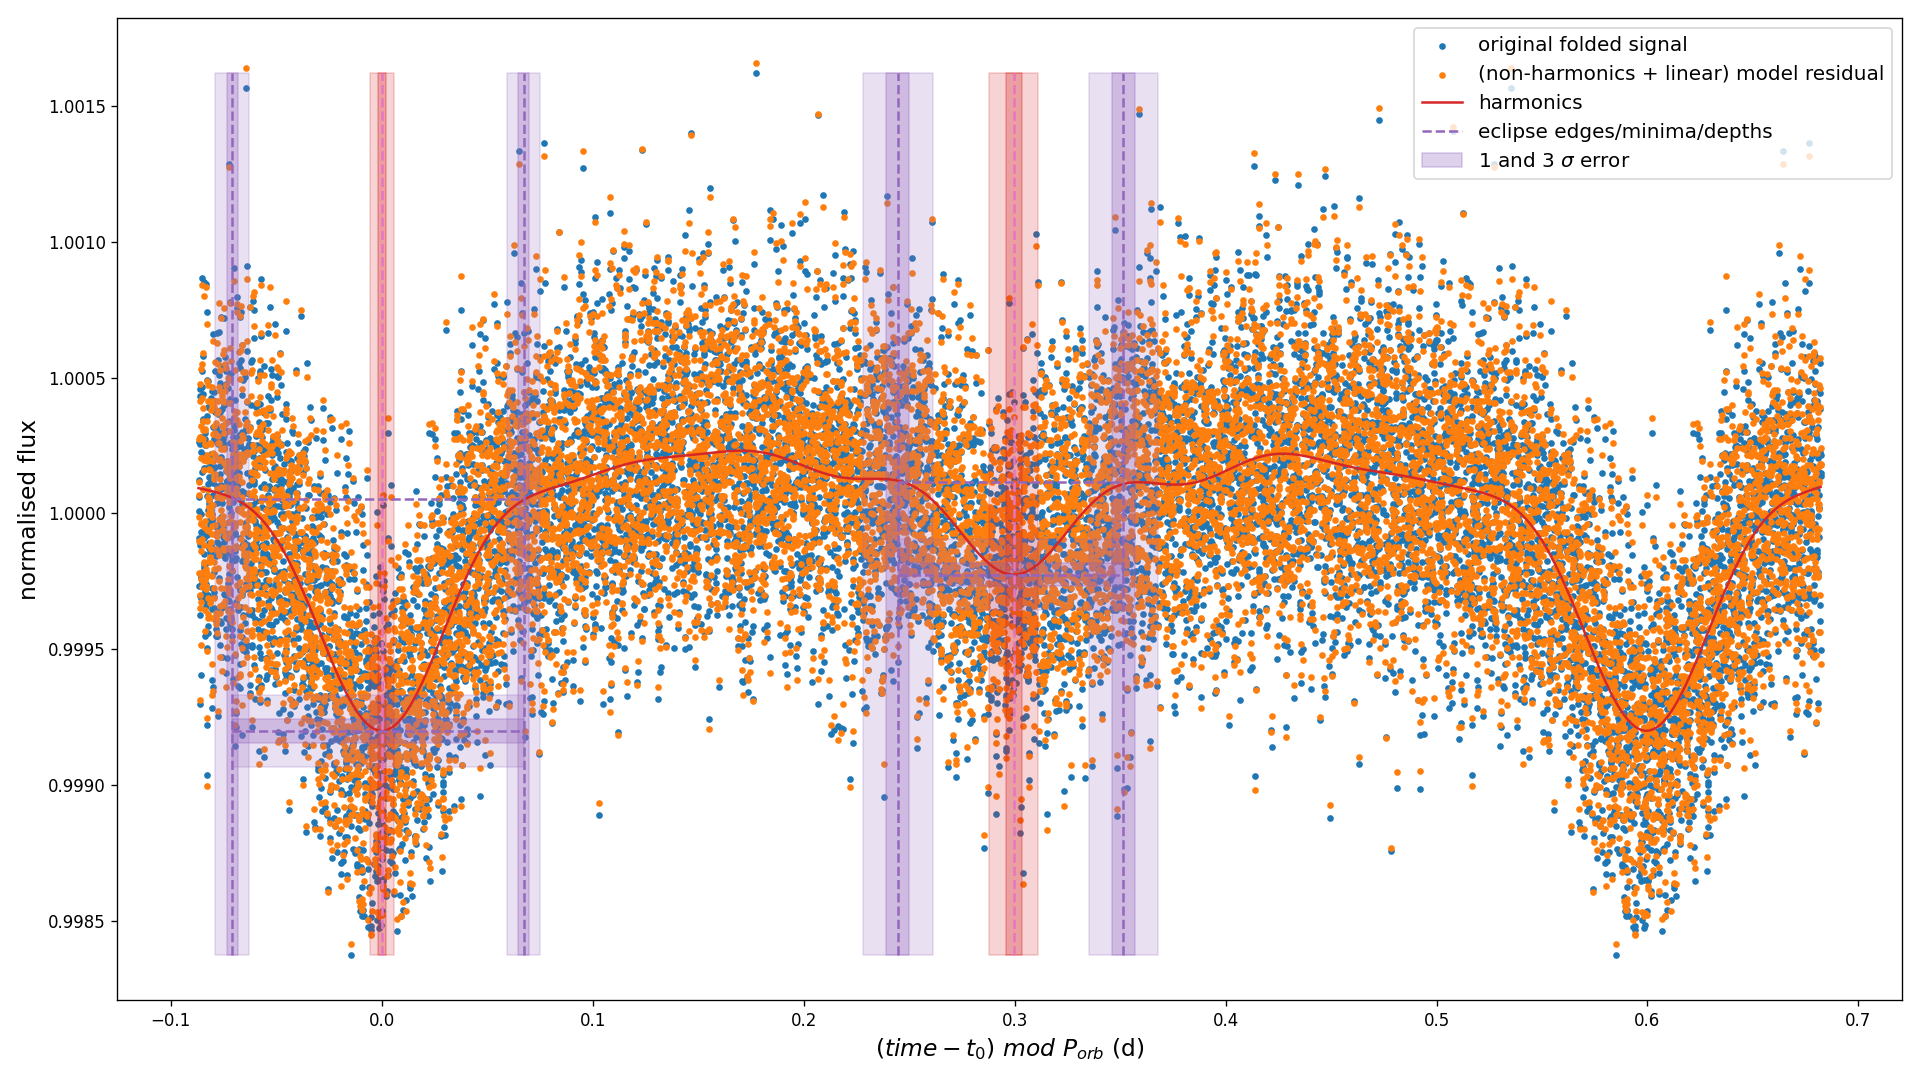 original folded signal
(non-harmonics + linear) model residual
harmonics
eclipse edges/minima/depths
1 and 3 σ error
normalised flux
1.0015
1.0010
1.0005
1.0000
0.9995
0.9990
0.9985
−0.1 0.0 0.1 0.2 0.3 0.4 0.5 0.6 0.7
(time − t₀) mod Pₒᵣb (d)